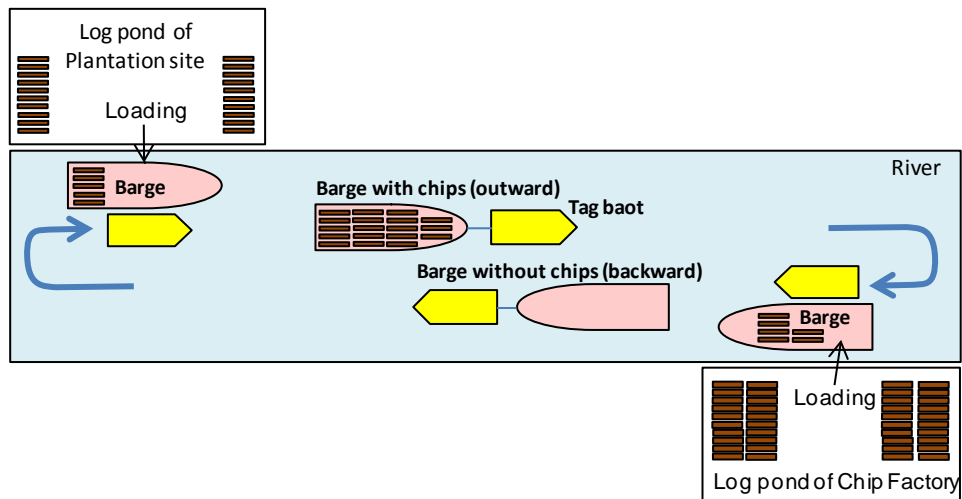 Log pond of
Plantation site
Loading
River
Barge
Barge with chips (outward)
Tag baot
Barge without chips (backward)
Barge
Loading
Log pond of Chip Factory